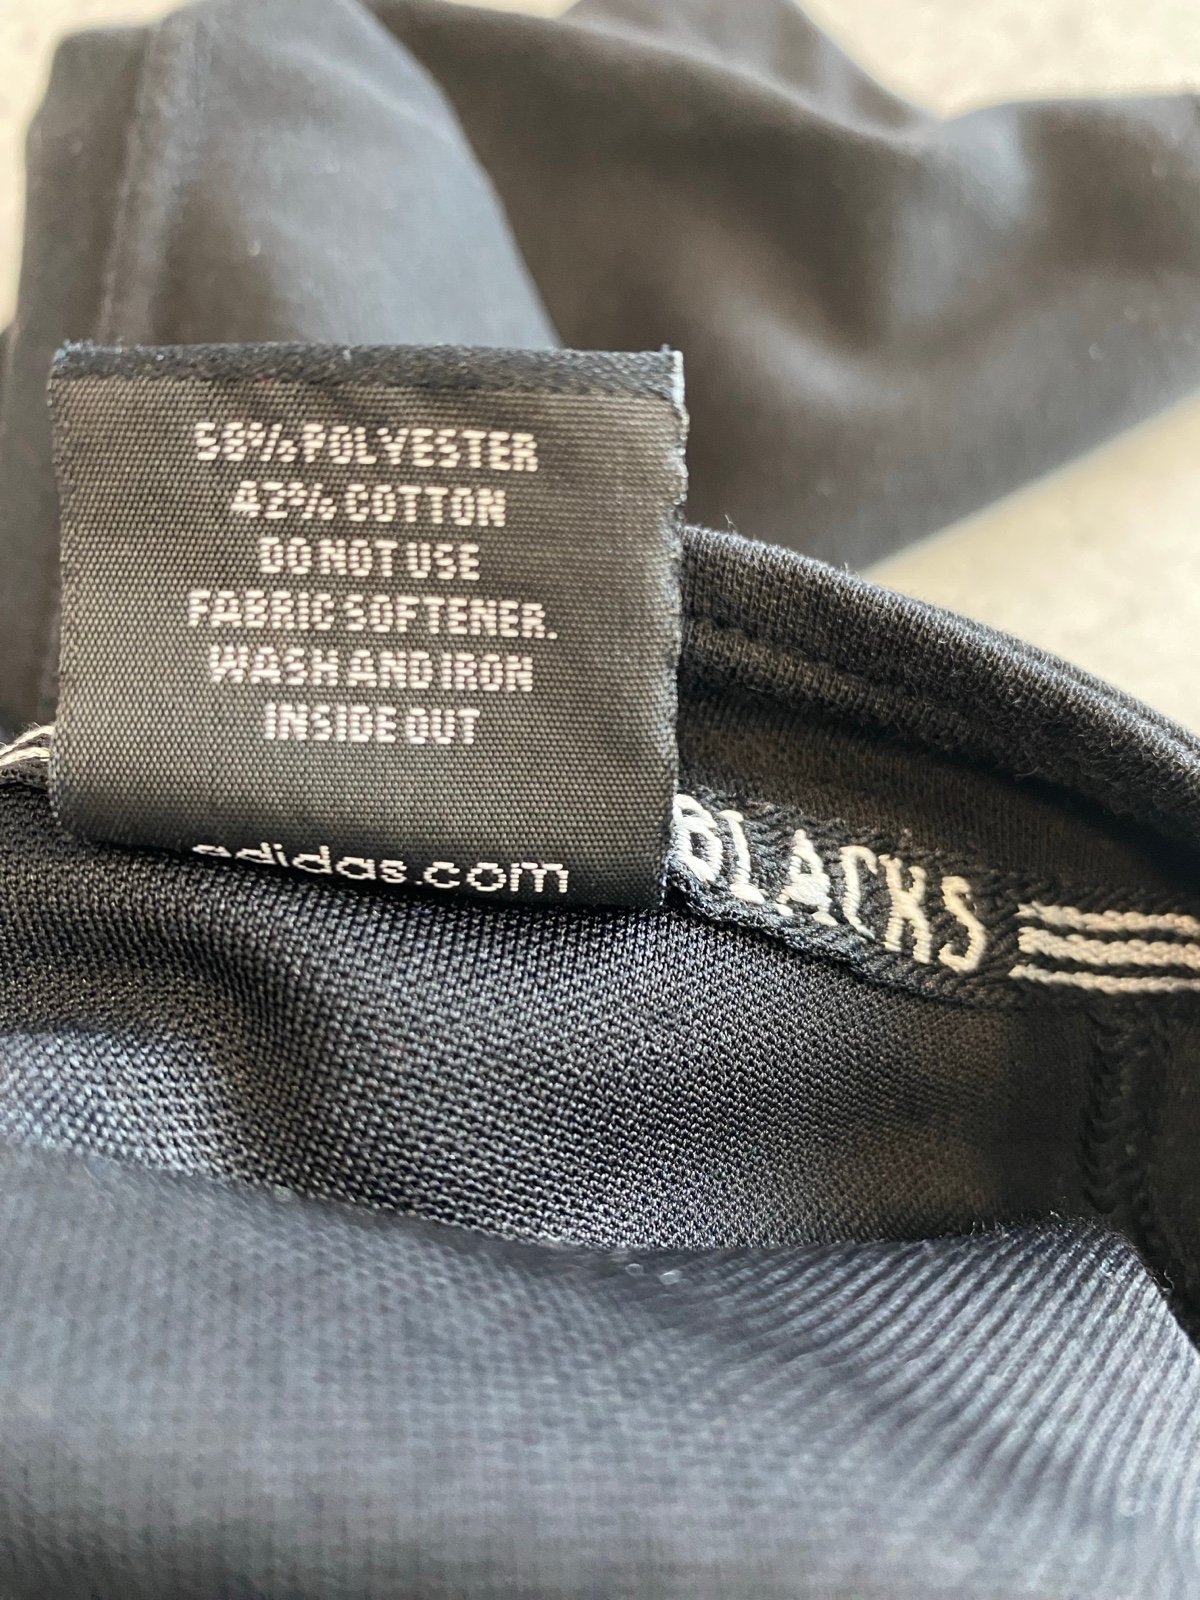 58% POLYESTER
42% COTTON
DO NOT USE
FABRIC SOFTENER.
WASH AND IRON
INSIDE OUT
adidas.com
BLACKS